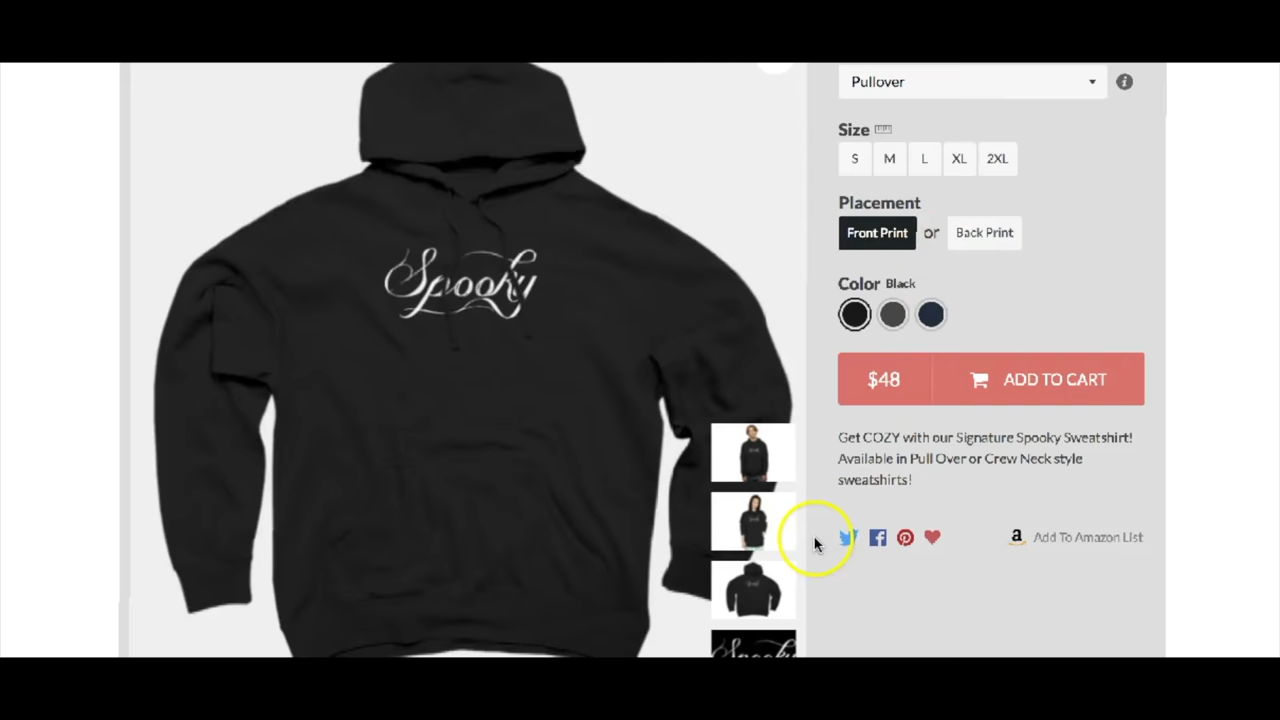 Pullover
Size
S M L XL 2XL
Placement
Front Print or Back Print
Color Black
$48 ADD TO CART
Get COZY with our Signature Spooky Sweatshirt!
Available in Pull Over or Crew Neck style
sweatshirts!
a Add To Amazon List
Spooky
Spooky